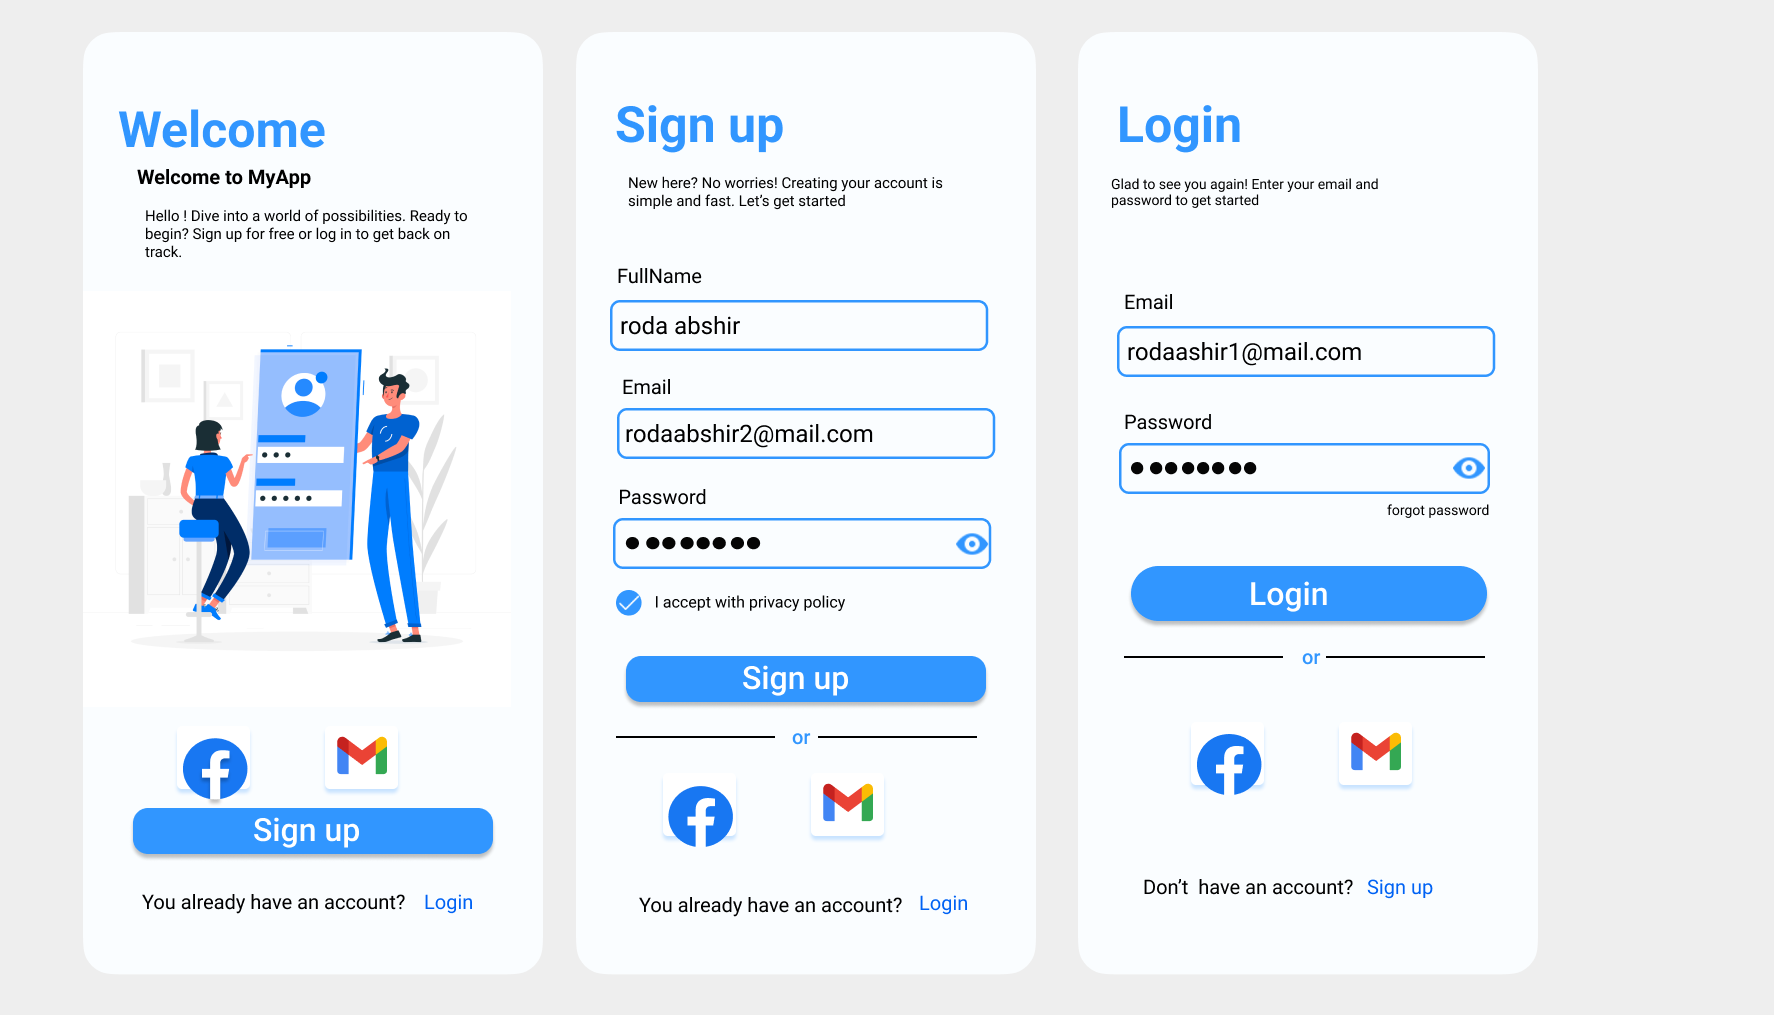 Welcome
Welcome to MyApp
Hello ! Dive into a world of possibilities. Ready to
begin? Sign up for free or log in to get back on
track.
Sign up
You already have an account? Login
Sign up
New here? No worries! Creating your account is
simple and fast. Let’s get started
FullName
roda abshir
Email
rodaabshir2@mail.com
Password
I accept with privacy policy
Sign up
or
You already have an account? Login
Login
Glad to see you again! Enter your email and
password to get started
Email
rodaashir1@mail.com
Password
forgot password
Login
or
Don’t  have an account? Sign up